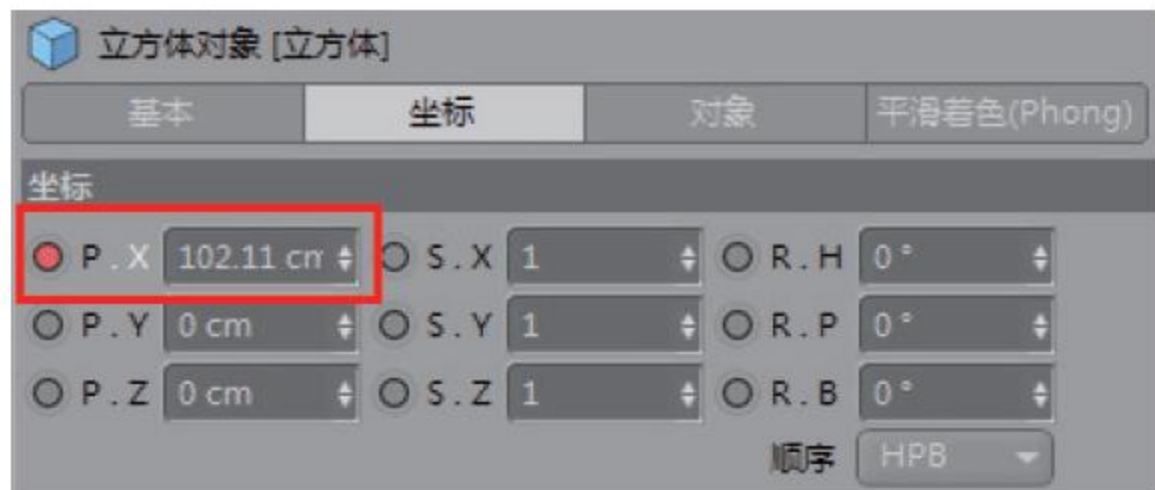 立方体对象 [立方体]
基本 坐标 对象 平滑着色(Phong)
坐标
P . X 102.11 cm S . X 1 R . H 0 °
P . Y 0 cm S . Y 1 R . P 0 °
P . Z 0 cm S . Z 1 R . B 0 °
顺序 HPB